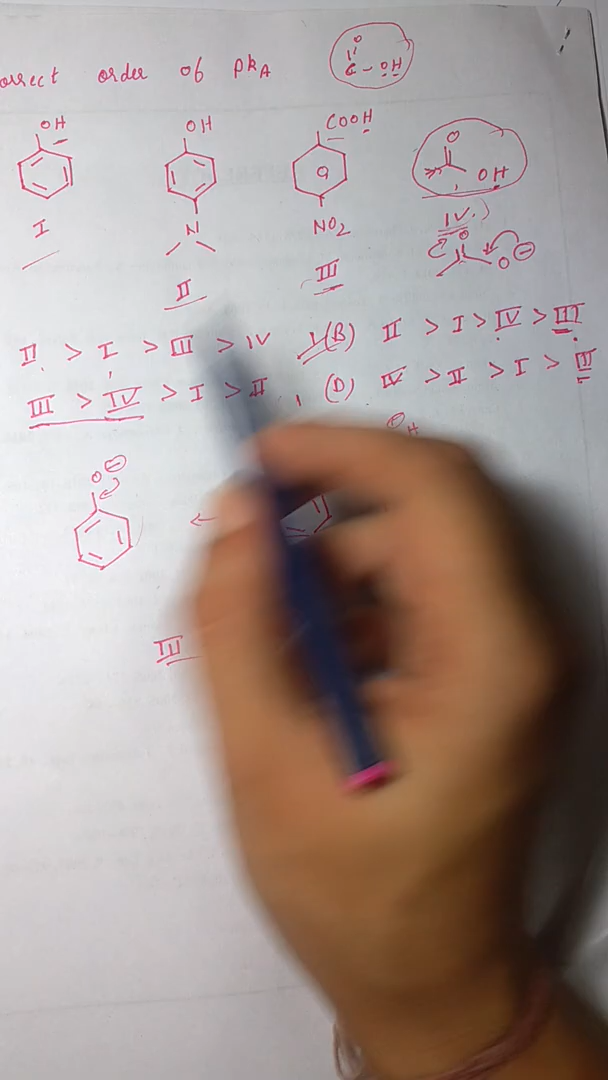 orrect order of PKA
O
C - OH
OH OH COOH O
OH
I N NO2 IV.)
II III O
O ⊖
II > I > III > IV , (B) II > I > IV > III
III > IV > I > II , (D) IV > II > I > III
⊕ H
O ⊖
←
III